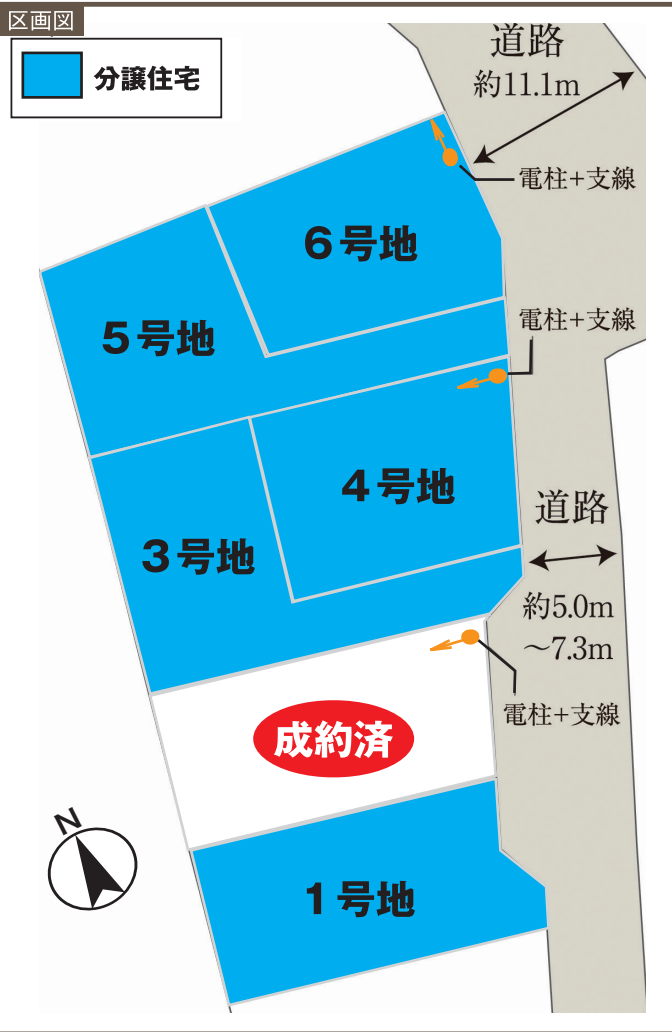 区画図
分譲住宅
道路
約11.1m
電柱+支線
6号地
電柱+支線
5号地
4号地
道路
3号地
約5.0m
～7.3m
電柱+支線
成約済
N
1号地